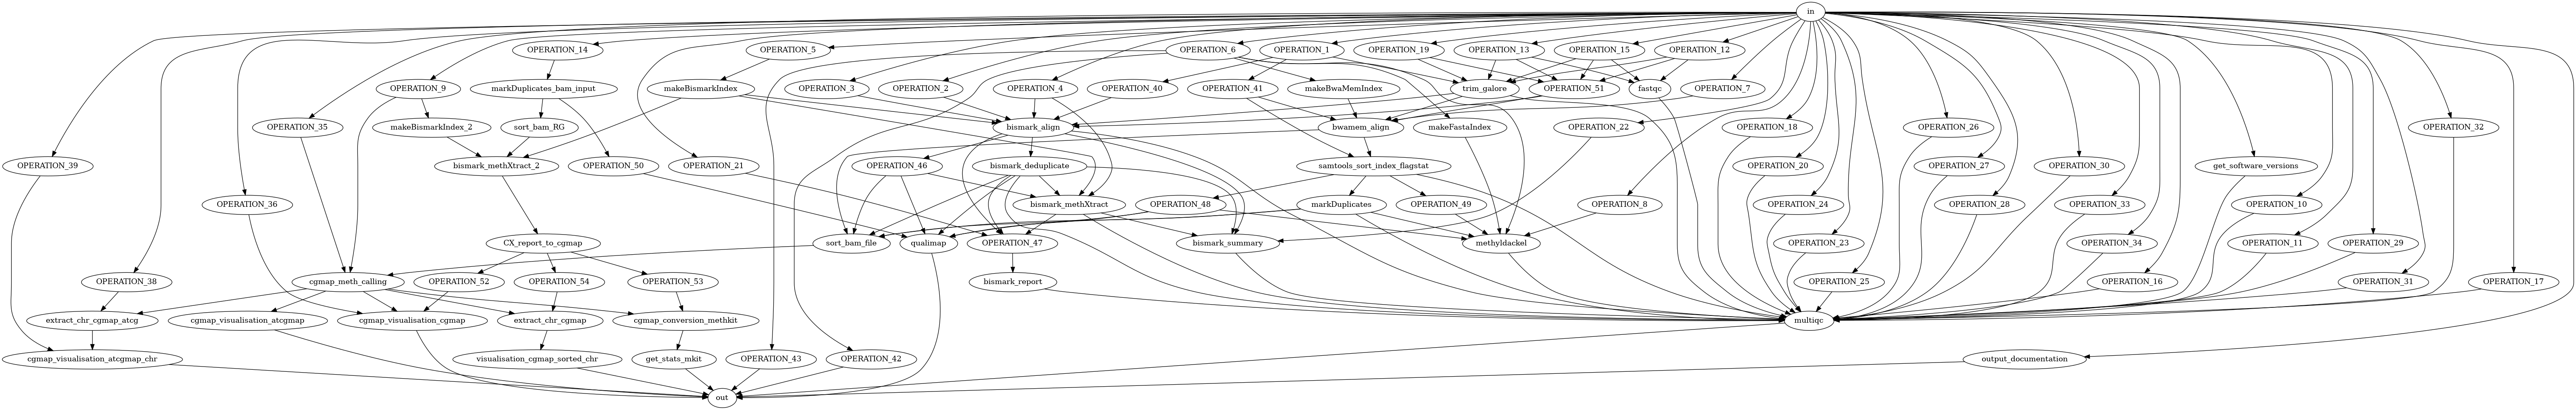 in
OPERATION_14
OPERATION_5
OPERATION_6
OPERATION_1
OPERATION_19
OPERATION_13
OPERATION_15
OPERATION_12
OPERATION_9
markDuplicates_bam_input
makeBismarkIndex
OPERATION_3
OPERATION_2
OPERATION_4
OPERATION_40
OPERATION_41
makeBwaMemIndex
trim_galore
OPERATION_51
fastqc
OPERATION_7
OPERATION_35
makeBismarkIndex_2
sort_bam_RG
bismark_align
bwamem_align
makeFastaIndex
OPERATION_22
OPERATION_18
OPERATION_26
OPERATION_32
OPERATION_39
bismark_methXtract_2
OPERATION_50
OPERATION_21
OPERATION_46
bismark_deduplicate
samtools_sort_index_flagstat
OPERATION_20
OPERATION_27
OPERATION_30
get_software_versions
OPERATION_36
bismark_methXtract
OPERATION_48
markDuplicates
OPERATION_49
OPERATION_8
OPERATION_24
OPERATION_28
OPERATION_33
OPERATION_10
CX_report_to_cgmap
sort_bam_file
qualimap
OPERATION_47
bismark_summary
methyldackel
OPERATION_23
OPERATION_34
OPERATION_11
OPERATION_29
OPERATION_38
cgmap_meth_calling
OPERATION_52
OPERATION_54
OPERATION_53
bismark_report
OPERATION_25
OPERATION_16
OPERATION_31
OPERATION_17
extract_chr_cgmap_atcg
cgmap_visualisation_atcgmap
cgmap_visualisation_cgmap
extract_chr_cgmap
cgmap_conversion_methkit
multiqc
cgmap_visualisation_atcgmap_chr
visualisation_cgmap_sorted_chr
get_stats_mkit
OPERATION_43
OPERATION_42
output_documentation
out